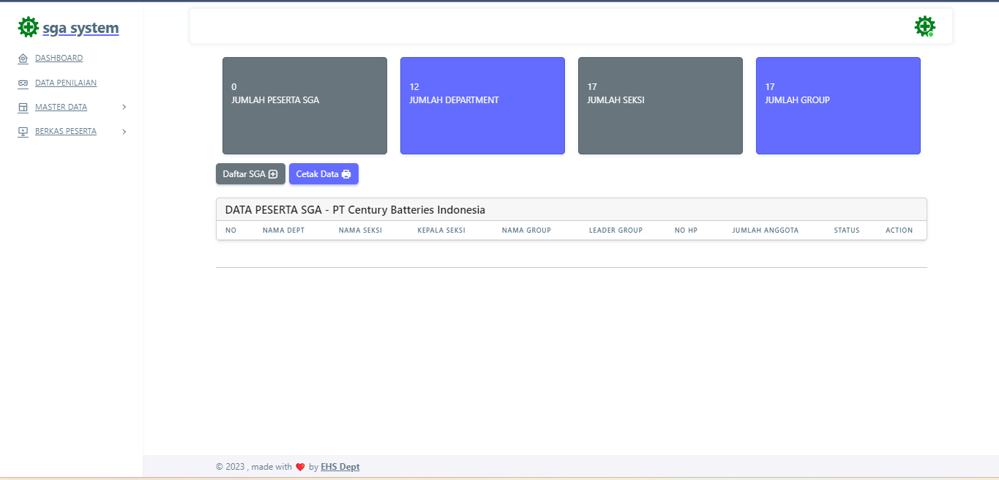 sga system
DASHBOARD
DATA PENILAIAN
MASTER DATA
BERKAS PESERTA
0
JUMLAH PESERTA SGA
12
JUMLAH DEPARTMENT
17
JUMLAH SEKSI
17
JUMLAH GROUP
Daftar SGA
Cetak Data
DATA PESERTA SGA - PT Century Batteries Indonesia
NO NAMA DEPT NAMA SEKSI KEPALA SEKSI NAMA GROUP LEADER GROUP NO HP JUMLAH ANGGOTA STATUS ACTION
© 2023 , made with ❤️ by EHS Dept